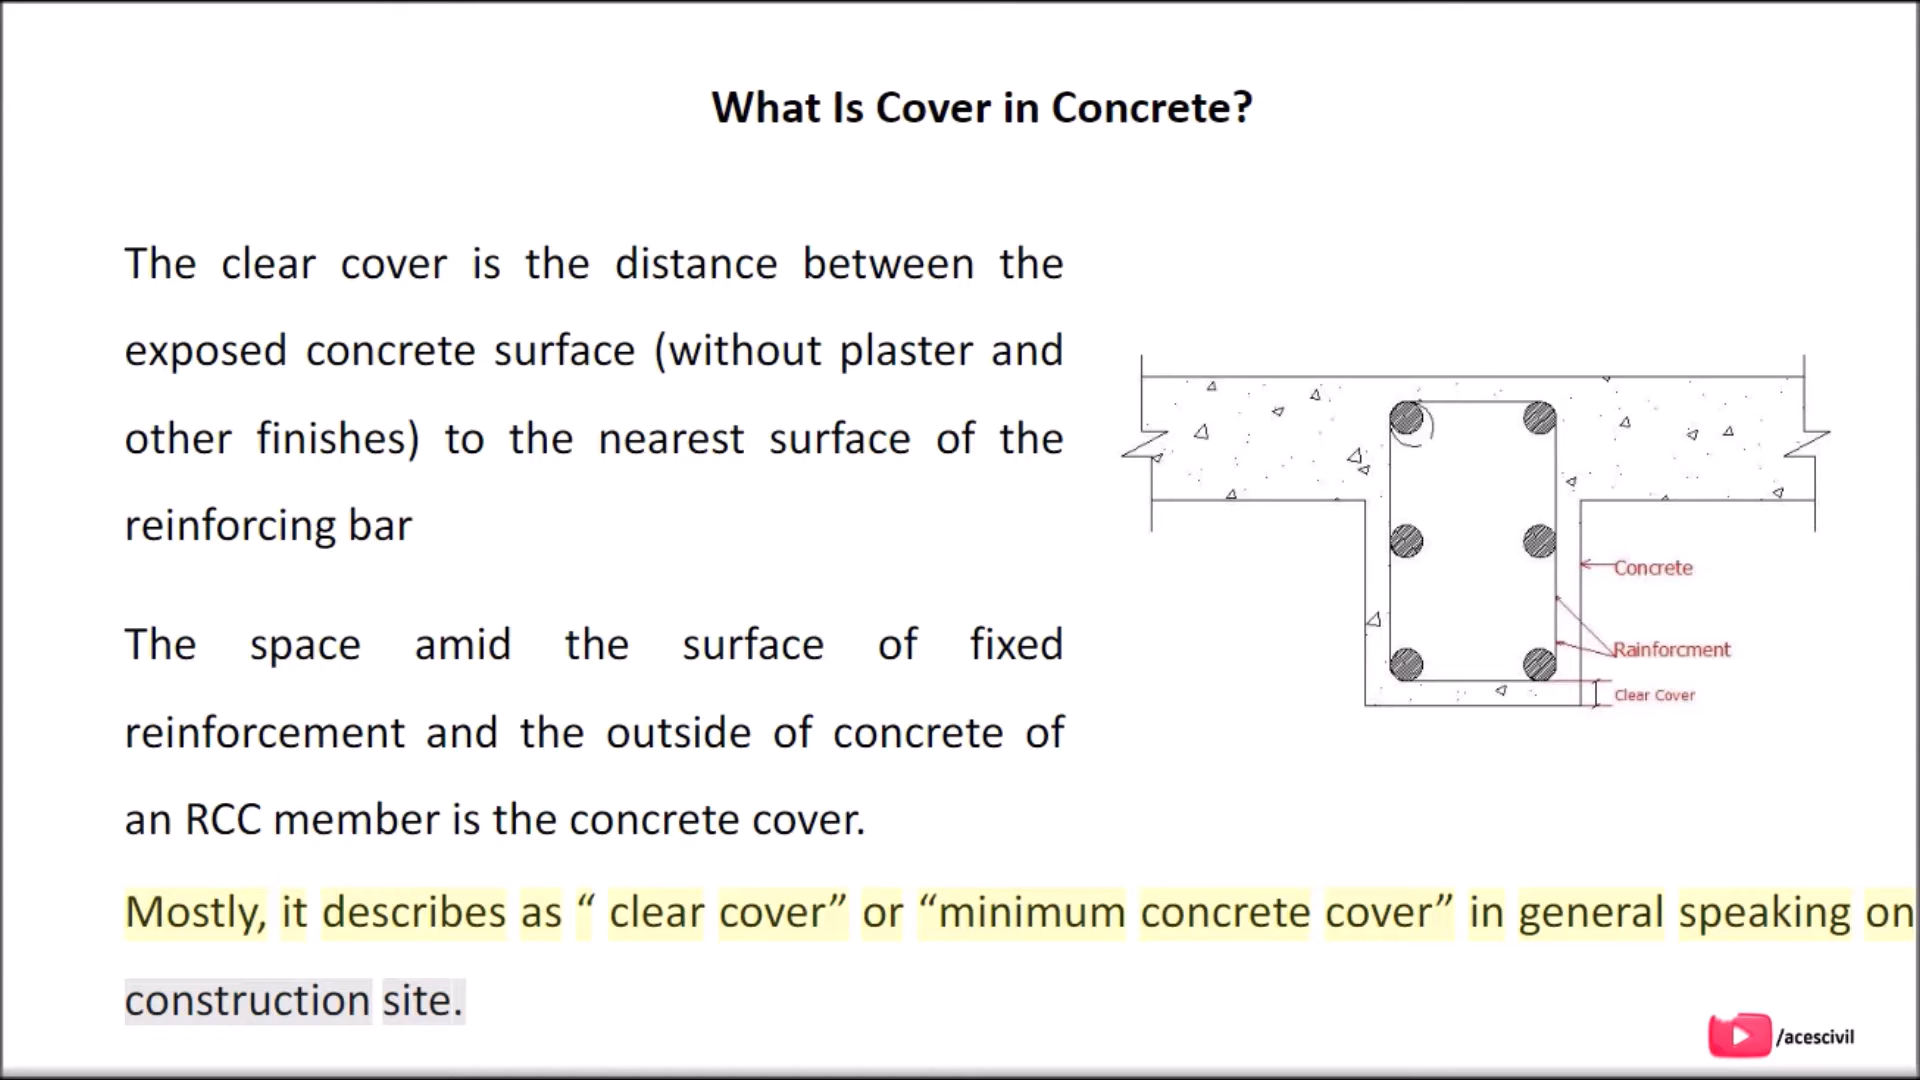 What Is Cover in Concrete?
The clear cover is the distance between the
exposed concrete surface (without plaster and
other finishes) to the nearest surface of the
reinforcing bar
The space amid the surface of fixed
reinforcement and the outside of concrete of
an RCC member is the concrete cover.
Mostly, it describes as “ clear cover” or “minimum concrete cover” in general speaking on
construction site.
Concrete
Rainforcment
Clear Cover
/acescivil